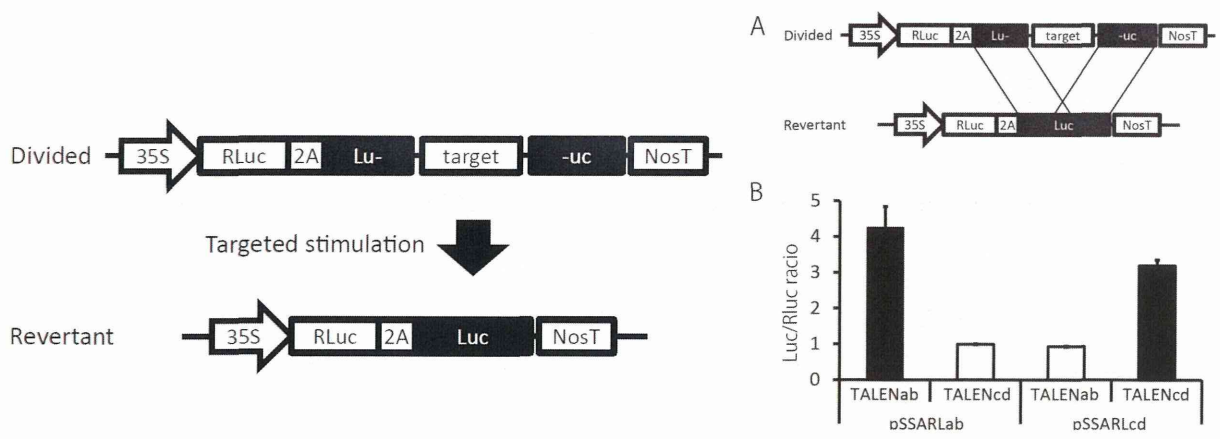 Divided 35S RLuc 2A Lu- target -uc NosT
Targeted stimulation
Revertant 35S RLuc 2A Luc NosT
A
Divided 35S RLuc 2A Lu- target -uc NosT
Revertant 35S RLuc 2A Luc NosT
B
Luc/Rluc racio
5
4
3
2
1
0
TALENab TALENcd TALENab TALENcd
pSSARLab pSSARLcd